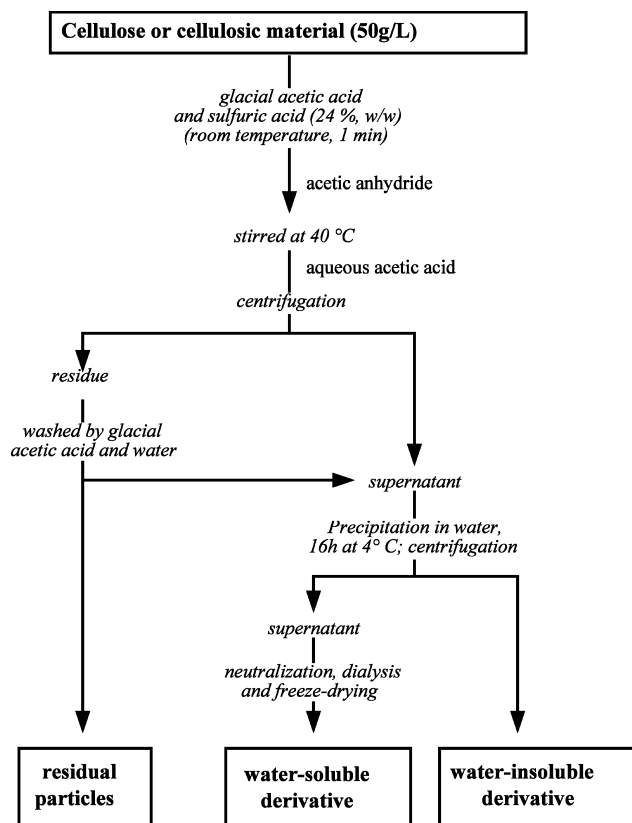 Cellulose or cellulosic material (50g/L)
glacial acetic acid
and sulfuric acid (24 %, w/w)
(room temperature, 1 min)
acetic anhydride
stirred at 40 °C
aqueous acetic acid
centrifugation
residue
washed by glacial
acetic acid and water
supernatant
Precipitation in water,
16h at 4° C; centrifugation
supernatant
neutralization, dialysis
and freeze-drying
residual
particles
water-soluble
derivative
water-insoluble
derivative